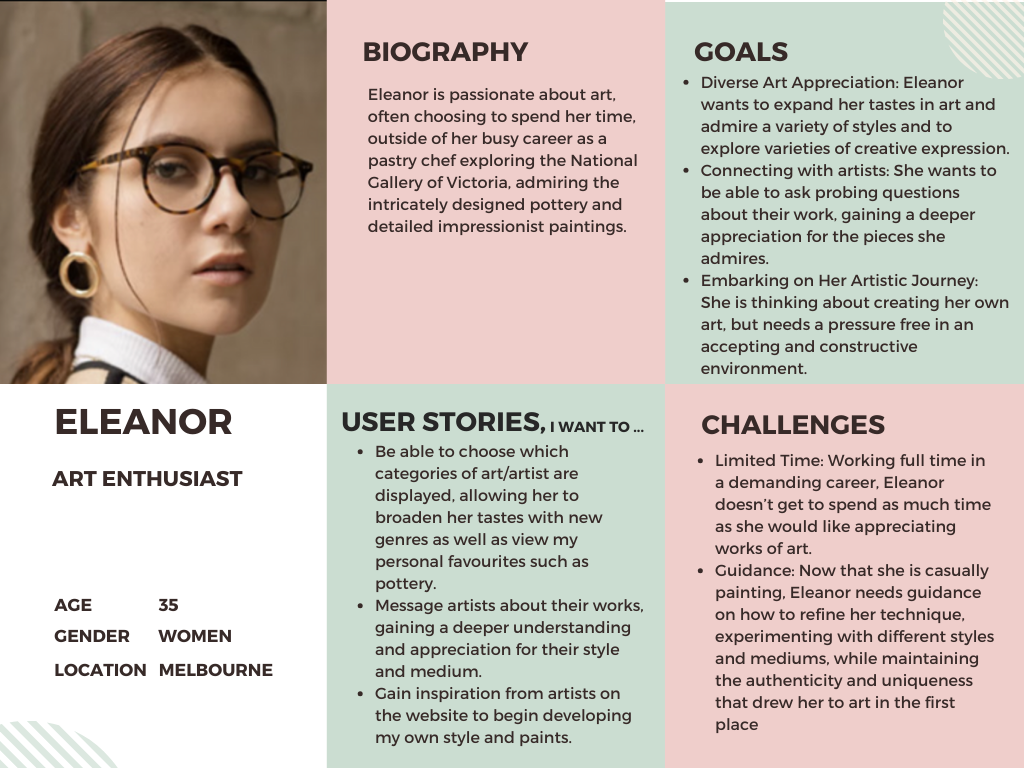 BIOGRAPHY
Eleanor is passionate about art,
often choosing to spend her time,
outside of her busy career as a
pastry chef exploring the National
Gallery of Victoria, admiring the
intricately designed pottery and
detailed impressionist paintings.
GOALS
• Diverse Art Appreciation: Eleanor
wants to expand her tastes in art and
admire a variety of styles and to
explore varieties of creative expression.
• Connecting with artists: She wants to
be able to ask probing questions
about their work, gaining a deeper
appreciation for the pieces she
admires.
• Embarking on Her Artistic Journey:
She is thinking about creating her own
art, but needs a pressure free in an
accepting and constructive
environment.
ELEANOR
ART ENTHUSIAST
AGE 35
GENDER WOMEN
LOCATION MELBOURNE
USER STORIES, I WANT TO ...
• Be able to choose which
categories of art/artist are
displayed, allowing her to
broaden her tastes with new
genres as well as view my
personal favourites such as
pottery.
• Message artists about their works,
gaining a deeper understanding
and appreciation for their style
and medium.
• Gain inspiration from artists on
the website to begin developing
my own style and paints.
CHALLENGES
• Limited Time: Working full time in
a demanding career, Eleanor
doesn't get to spend as much time
as she would like appreciating
works of art.
• Guidance: Now that she is casually
painting, Eleanor needs guidance
on how to refine her technique,
experimenting with different styles
and mediums, while maintaining
the authenticity and uniqueness
that drew her to art in the first
place